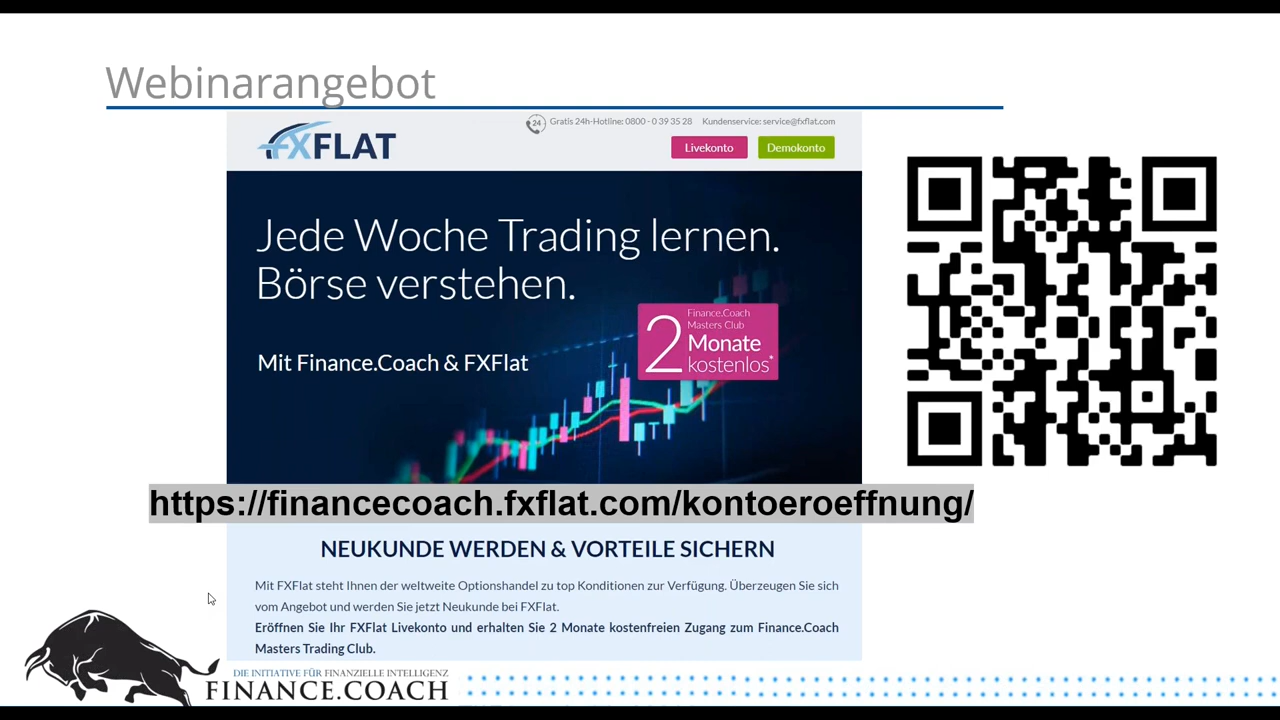 Webinarangebot
FXFLAT
24
Gratis 24h-Hotline: 0800 - 0 39 35 28 Kundenservice: service@fxflat.com
Livekonto Demokonto
Jede Woche Trading lernen.
Börse verstehen.
Mit Finance.Coach & FXFlat
2
Finance.Coach
Masters Club
Monate
kostenlos*
https://financecoach.fxflat.com/kontoeroeffnung/
NEUKUNDE WERDEN & VORTEILE SICHERN
Mit FXFlat steht Ihnen der weltweite Optionshandel zu top Konditionen zur Verfügung. Überzeugen Sie sich
vom Angebot und werden Sie jetzt Neukunde bei FXFlat.
Eröffnen Sie Ihr FXFlat Livekonto und erhalten Sie 2 Monate kostenfreien Zugang zum Finance.Coach
Masters Trading Club.
DIE INITIATIVE FÜR FINANZIELLE INTELLIGENZ
FINANCE.COACH